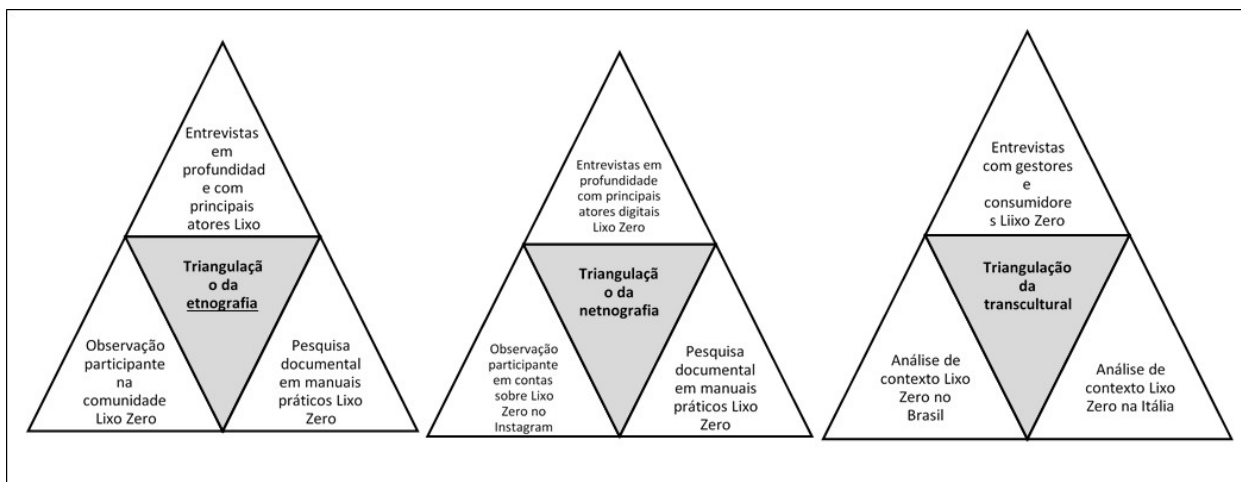 Entrevistas
em
profundidad
e com
principais
atores Lixo
Triangulaçã
o da
etnografia
Observação
participante
na
comunidade
Lixo Zero
Pesquisa
documental
em manuais
práticos Lixo
Zero
Entrevistas em
profundidade
com principais
atores digitais
Lixo Zero
Triangulaçã
o da
netnografia
Observação
participante
em contas
sobre Lixo
Zero no
Instagram
Pesquisa
documental
em manuais
práticos Lixo
Zero
Entrevistas
com gestores
e
consumidore
s Liixo Zero
Triangulação
da
transcultural
Análise de
contexto Lixo
Zero no
Brasil
Análise de
contexto Lixo
Zero na Itália